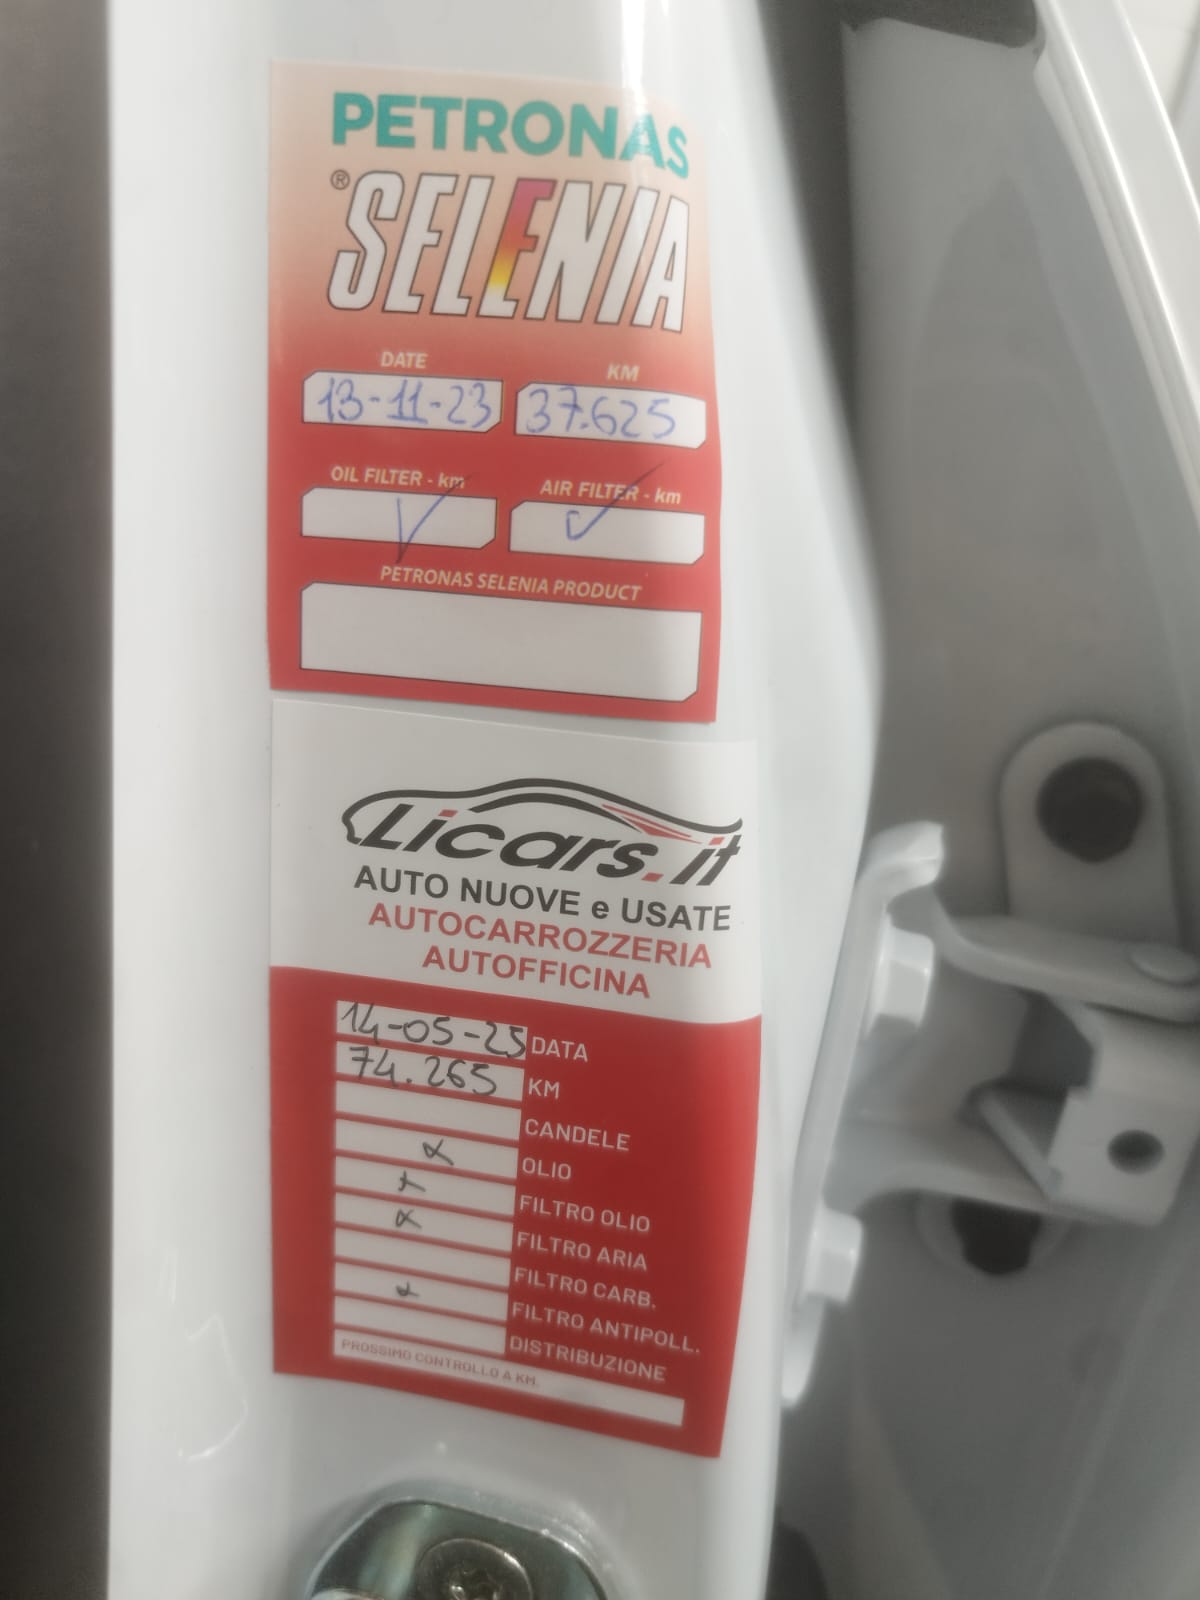 PETRONAS
® SELENIA
DATE KM
13-11-23 37.625
OIL FILTER - km AIR FILTER - km
PETRONAS SELENIA PRODUCT
Licars.it
AUTO NUOVE e USATE
AUTOCARROZZERIA
AUTOFFICINA
14-05-25 DATA
74.265 KM
CANDELE
OLIO
FILTRO OLIO
FILTRO ARIA
FILTRO CARB.
FILTRO ANTIPOLL.
DISTRIBUZIONE
PROSSIMO CONTROLLO A KM.